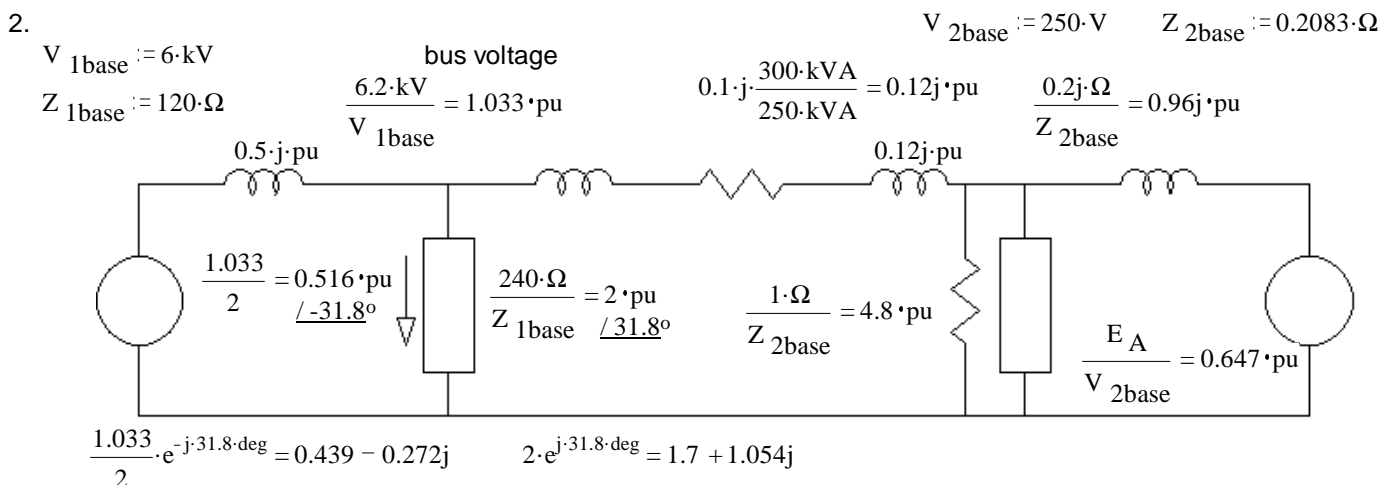 2.
V 1base := 6·kV
V 2base := 250·V Z 2base := 0.2083·Ω
bus voltage
Z 1base := 120·Ω
6.2·kV / V 1base = 1.033·pu
0.1·j· 300·kVA / 250·kVA = 0.12j·pu
0.2j·Ω / Z 2base = 0.96j·pu
0.5·j·pu
0.12·j·pu
1.033 / 2 = 0.516·pu
/ -31.8o
240·Ω / Z 1base = 2·pu
/ 31.8o
1·Ω / Z 2base = 4.8·pu
E A / V 2base = 0.647·pu
1.033 / 2 · e-j·31.8·deg = 0.439 − 0.272j 2·ej·31.8·deg = 1.7 + 1.054j